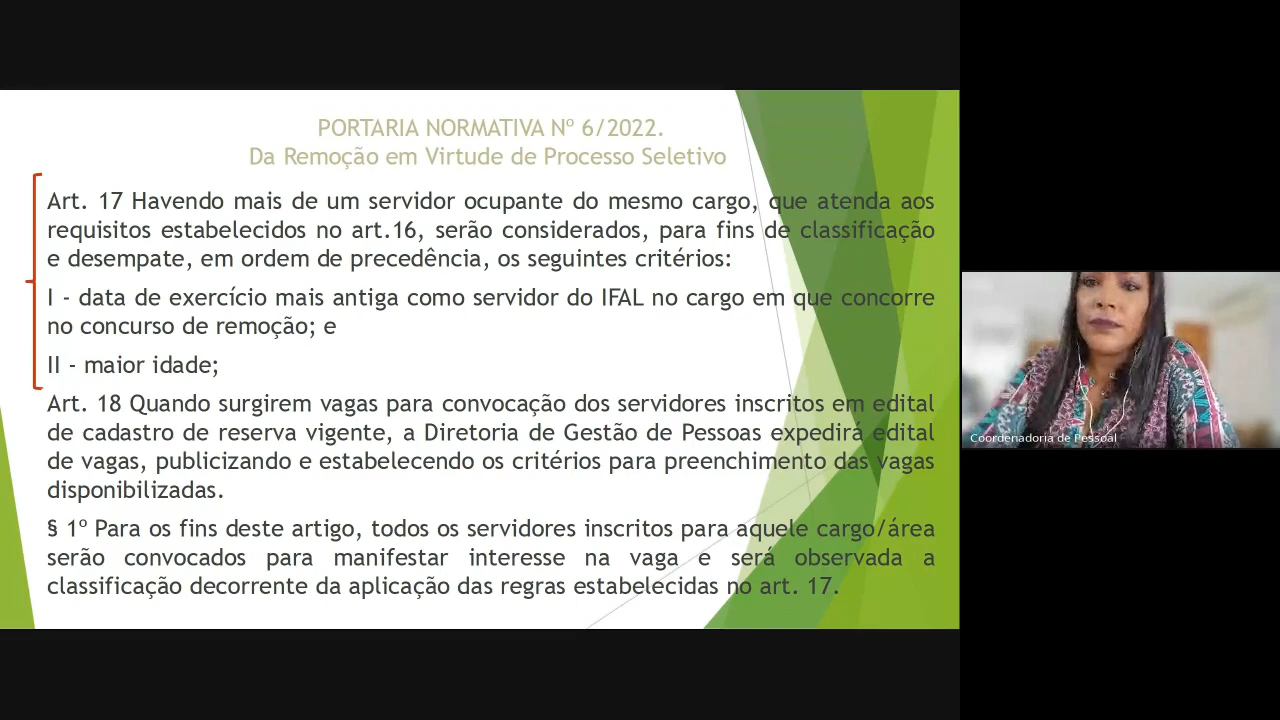 PORTARIA NORMATIVA Nº 6/2022.
Da Remoção em Virtude de Processo Seletivo
Art. 17 Havendo mais de um servidor ocupante do mesmo cargo, que atenda aos
requisitos estabelecidos no art.16, serão considerados, para fins de classificação
e desempate, em ordem de precedência, os seguintes critérios:
I - data de exercício mais antiga como servidor do IFAL no cargo em que concorre
no concurso de remoção; e
II - maior idade;
Art. 18 Quando surgirem vagas para convocação dos servidores inscritos em edital
de cadastro de reserva vigente, a Diretoria de Gestão de Pessoas expedirá edital
de vagas, publicizando e estabelecendo os critérios para preenchimento das vagas
disponibilizadas.
§ 1º Para os fins deste artigo, todos os servidores inscritos para aquele cargo/área
serão convocados para manifestar interesse na vaga e será observada a
classificação decorrente da aplicação das regras estabelecidas no art. 17.
Coordenadoria de Pessoal